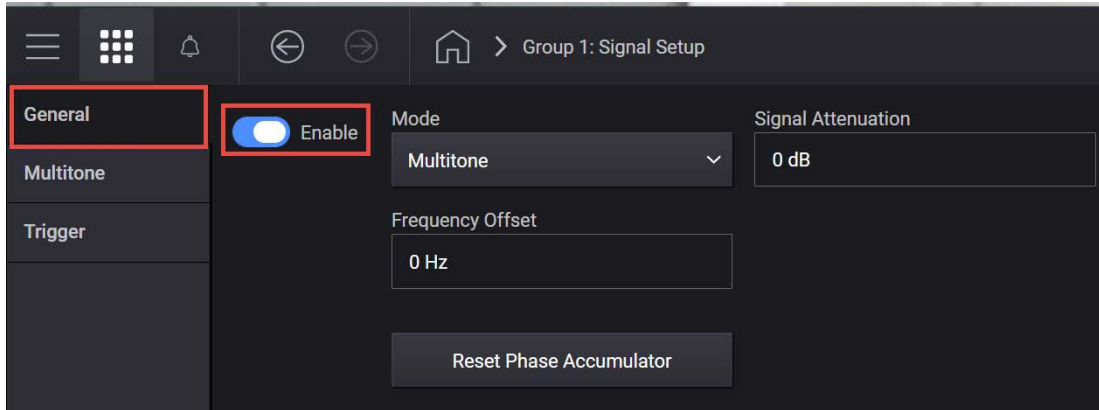 Group 1: Signal Setup
General
Multitone
Trigger
Enable
Mode
Multitone
Signal Attenuation
0 dB
Frequency Offset
0 Hz
Reset Phase Accumulator